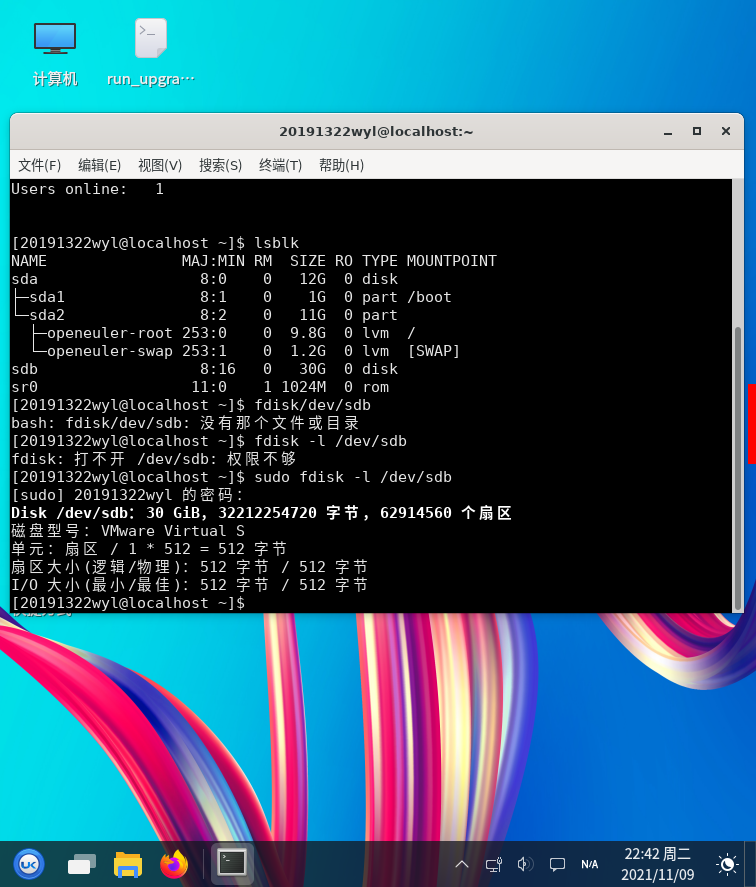 计算机
run_upgra···
20191322wyl@localhost:~
文件(F) 编辑(E) 视图(V) 搜索(S) 终端(T) 帮助(H)
Users online:   1
[20191322wyl@localhost ~]$ lsblk
NAME               MAJ:MIN RM  SIZE RO TYPE MOUNTPOINT
sda                  8:0    0   12G  0 disk
├─sda1               8:1    0    1G  0 part /boot
└─sda2               8:2    0   11G  0 part
  ├─openeuler-root 253:0    0  9.8G  0 lvm  /
  └─openeuler-swap 253:1    0  1.2G  0 lvm  [SWAP]
sdb                  8:16   0   30G  0 disk
sr0                 11:0    1 1024M  0 rom
[20191322wyl@localhost ~]$ fdisk/dev/sdb
bash: fdisk/dev/sdb: 没有那个文件或目录
[20191322wyl@localhost ~]$ fdisk -l /dev/sdb
fdisk: 打不开 /dev/sdb: 权限不够
[20191322wyl@localhost ~]$ sudo fdisk -l /dev/sdb
[sudo] 20191322wyl 的密码：
Disk /dev/sdb：30 GiB，32212254720 字节，62914560 个扇区
磁盘型号：VMware Virtual S
单元：扇区 / 1 * 512 = 512 字节
扇区大小(逻辑/物理)：512 字节 / 512 字节
I/O 大小(最小/最佳)：512 字节 / 512 字节
[20191322wyl@localhost ~]$
UK
N/A
22:42 周二
2021/11/09